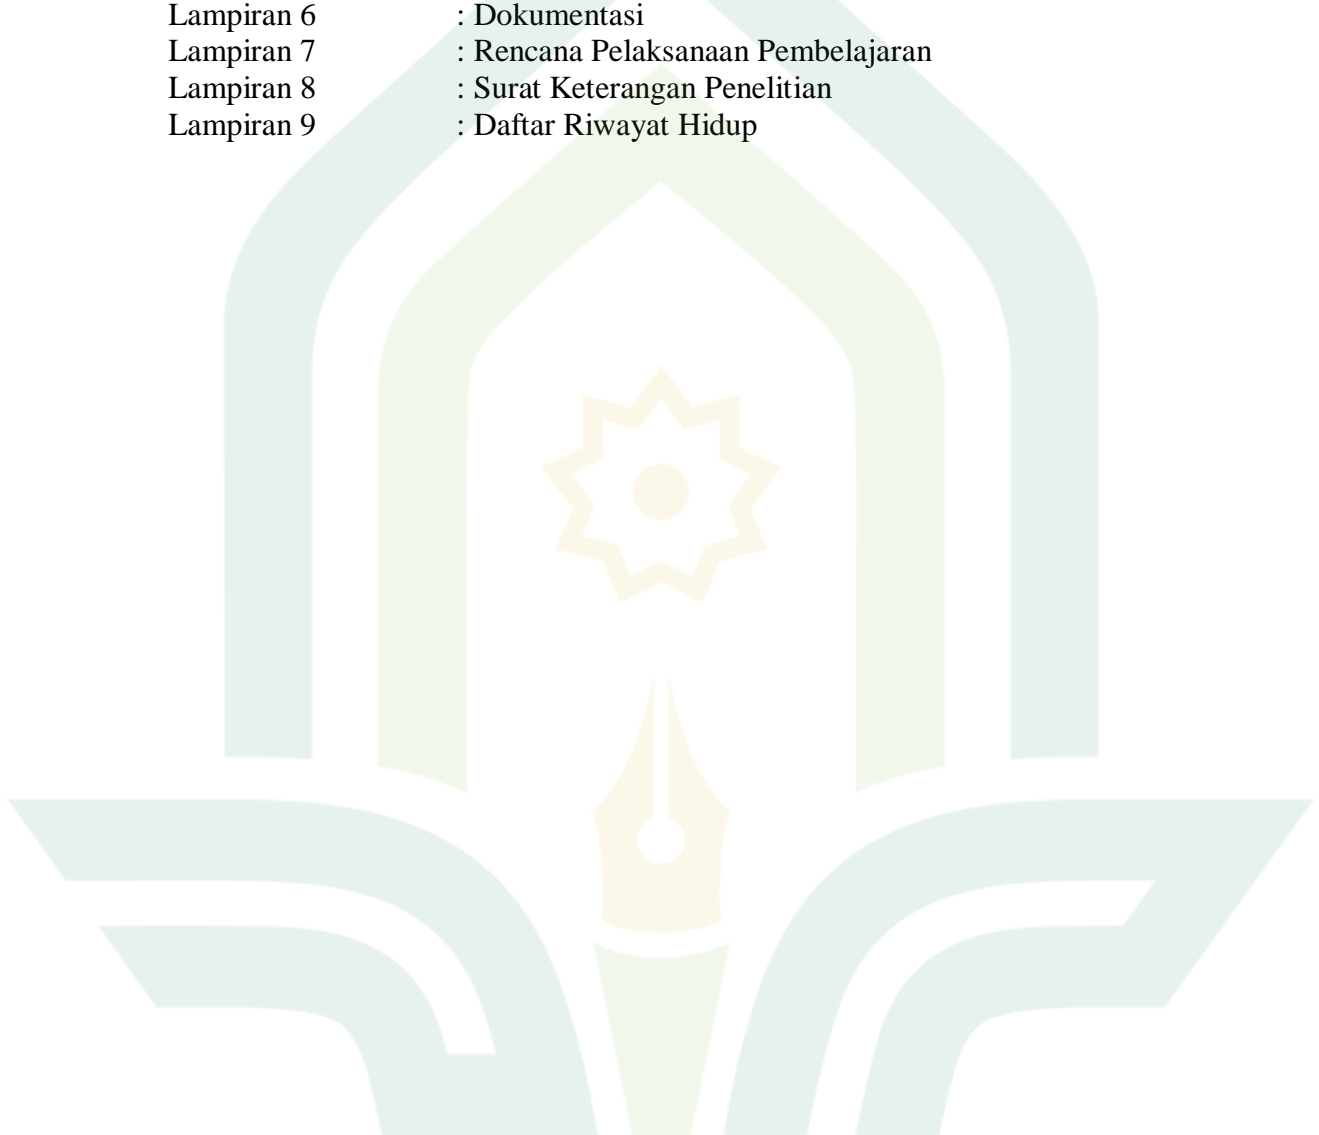 Lampiran 6 : Dokumentasi
Lampiran 7 : Rencana Pelaksanaan Pembelajaran
Lampiran 8 : Surat Keterangan Penelitian
Lampiran 9 : Daftar Riwayat Hidup